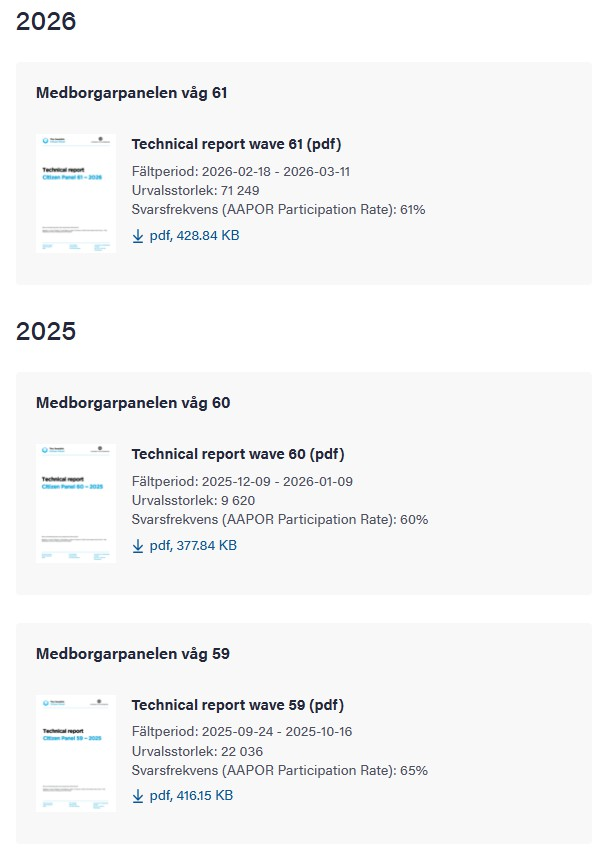 2026
Medborgarpanelen våg 61
Technical report
Citizen Panel 61 – 2026
Technical report wave 61 (pdf)
Fältperiod: 2026-02-18 - 2026-03-11
Urvalsstorlek: 71 249
Svarsfrekvens (AAPOR Participation Rate): 61%
pdf, 428.84 KB
2025
Medborgarpanelen våg 60
Technical report
Citizen Panel 60 – 2025
Technical report wave 60 (pdf)
Fältperiod: 2025-12-09 - 2026-01-09
Urvalsstorlek: 9 620
Svarsfrekvens (AAPOR Participation Rate): 60%
pdf, 377.84 KB
Medborgarpanelen våg 59
Technical report
Citizen Panel 59 – 2025
Technical report wave 59 (pdf)
Fältperiod: 2025-09-24 - 2025-10-16
Urvalsstorlek: 22 036
Svarsfrekvens (AAPOR Participation Rate): 65%
pdf, 416.15 KB